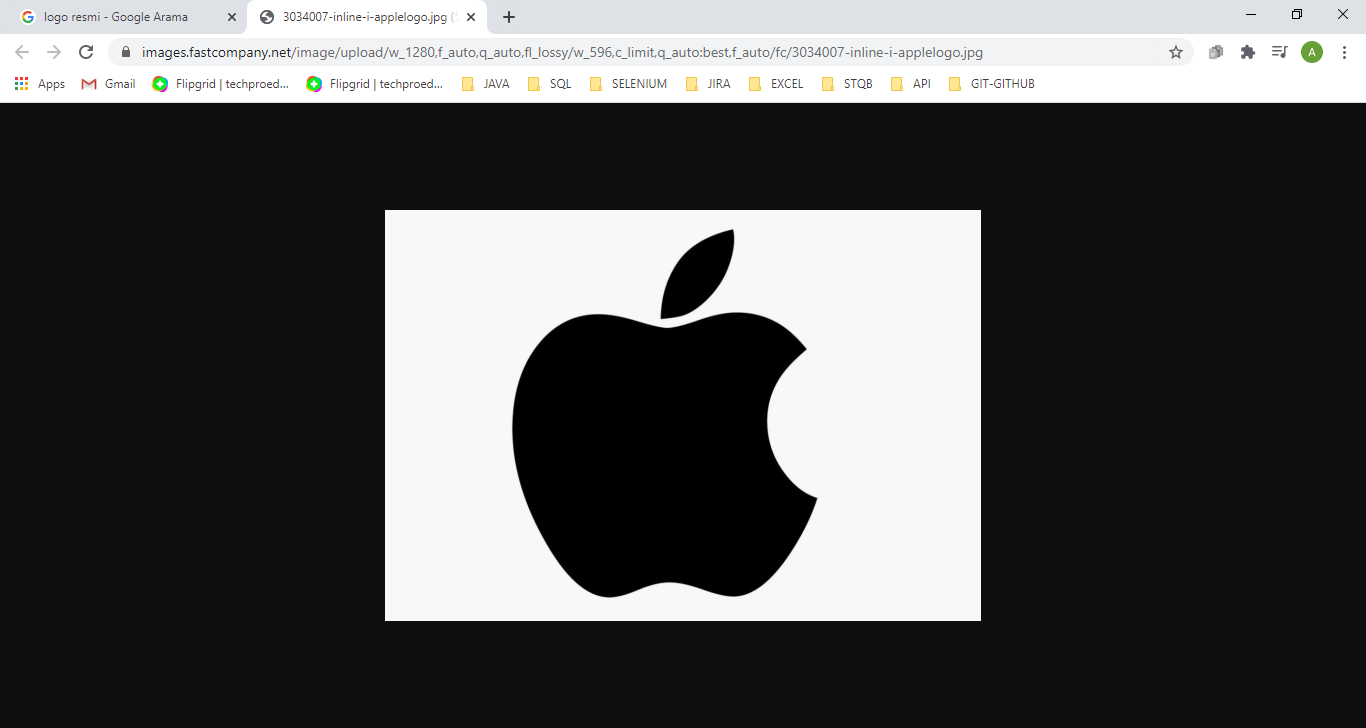 logo resmi - Google Arama
3034007-inline-i-applelogo.jpg
images.fastcompany.net/image/upload/w_1280,f_auto,q_auto,fl_lossy/w_596,c_limit,q_auto:best,f_auto/fc/3034007-inline-i-applelogo.jpg
A
Apps Gmail Flipgrid | techproed... Flipgrid | techproed... JAVA SQL SELENIUM JIRA EXCEL STQB API GIT-GITHUB